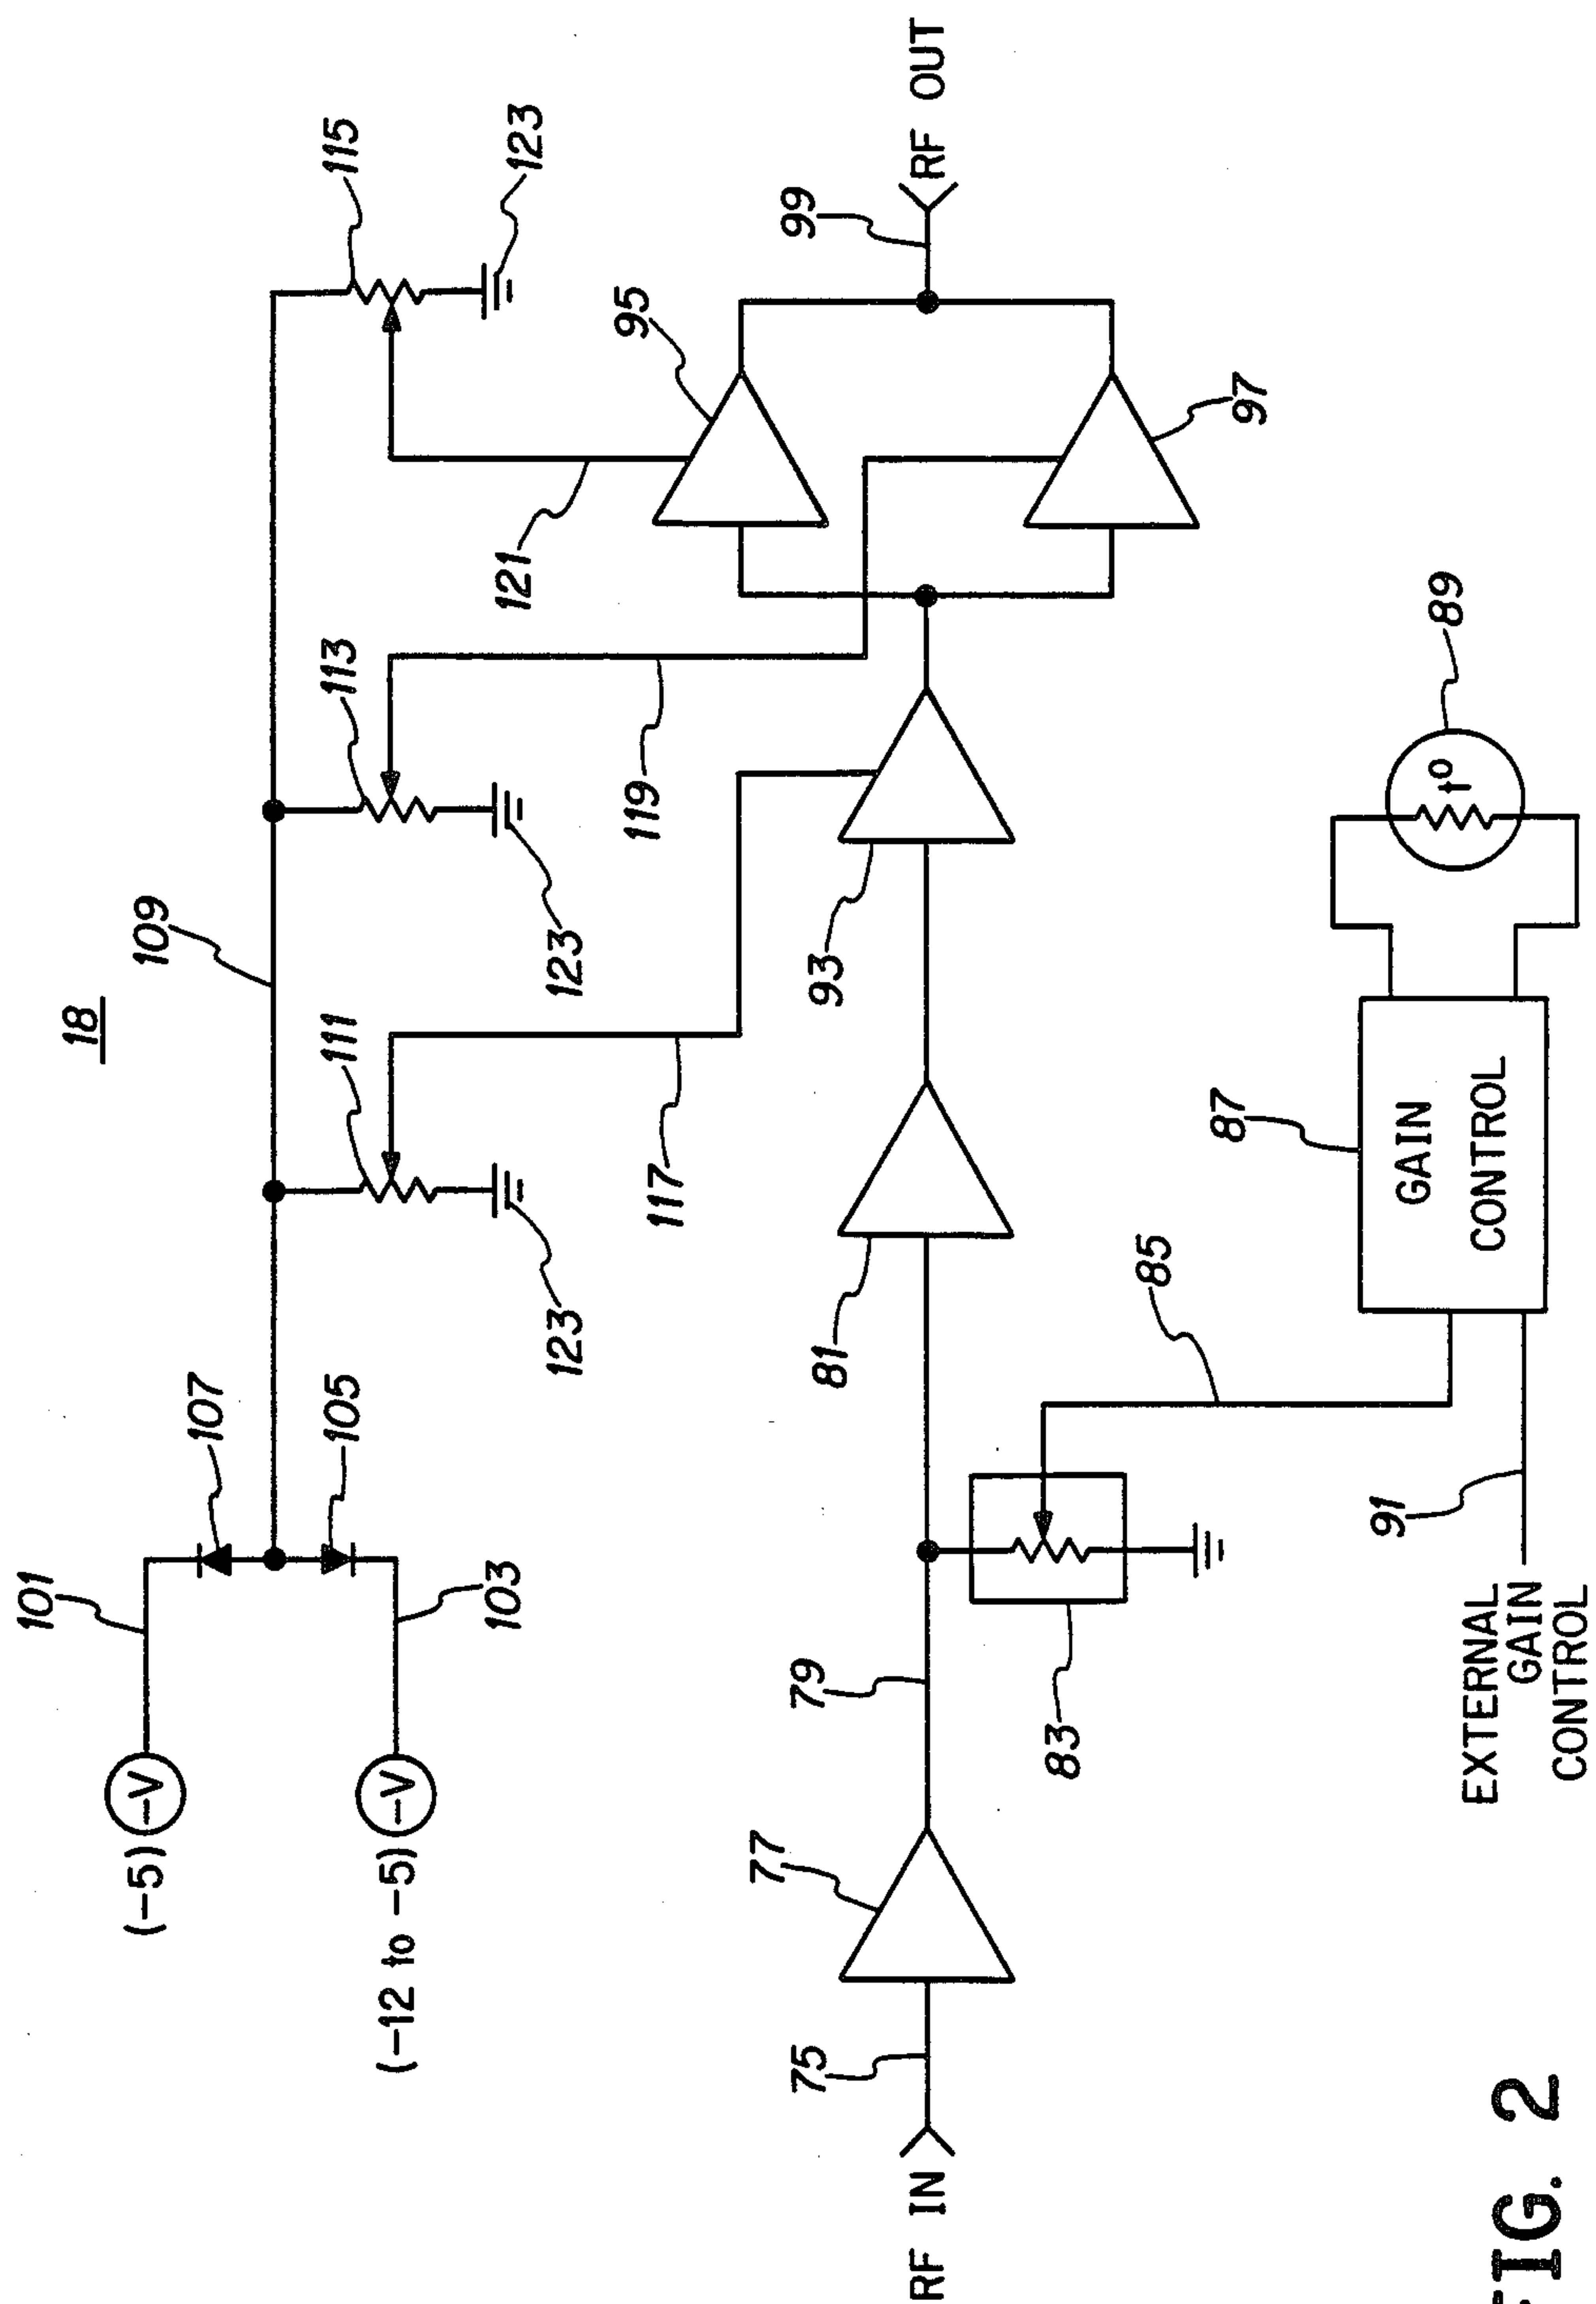 18
101
(-5) -V
107
109
105
(-12 to -5) -V
103
111
113
115
123
123
123
117
119
121
95
99
RF IN
75
77
79
81
93
RF OUT
97
83
85
87
GAIN
CONTROL
89
t°
91
EXTERNAL
GAIN
CONTROL
FIG. 2